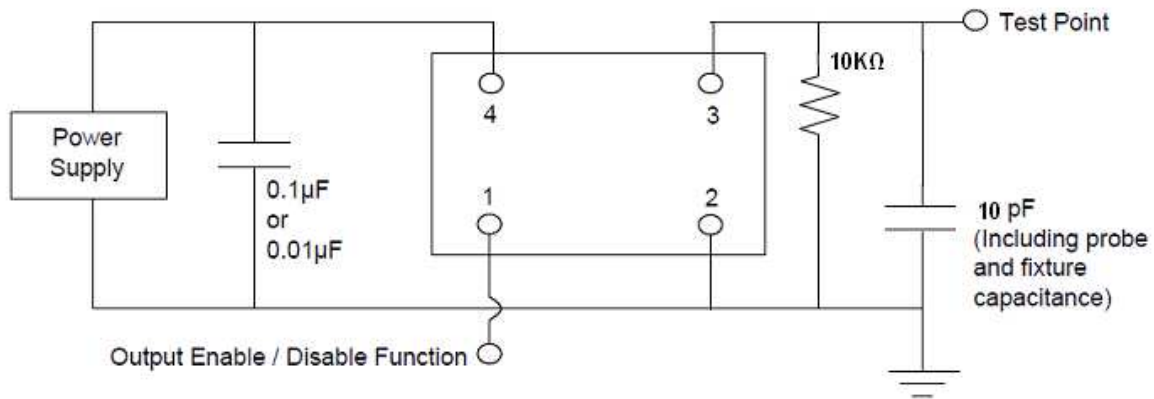 Test Point
10KΩ
4
3
Power
Supply
0.1µF
or
0.01µF
1
2
10 pF
(Including probe
and fixture
capacitance)
Output Enable / Disable Function